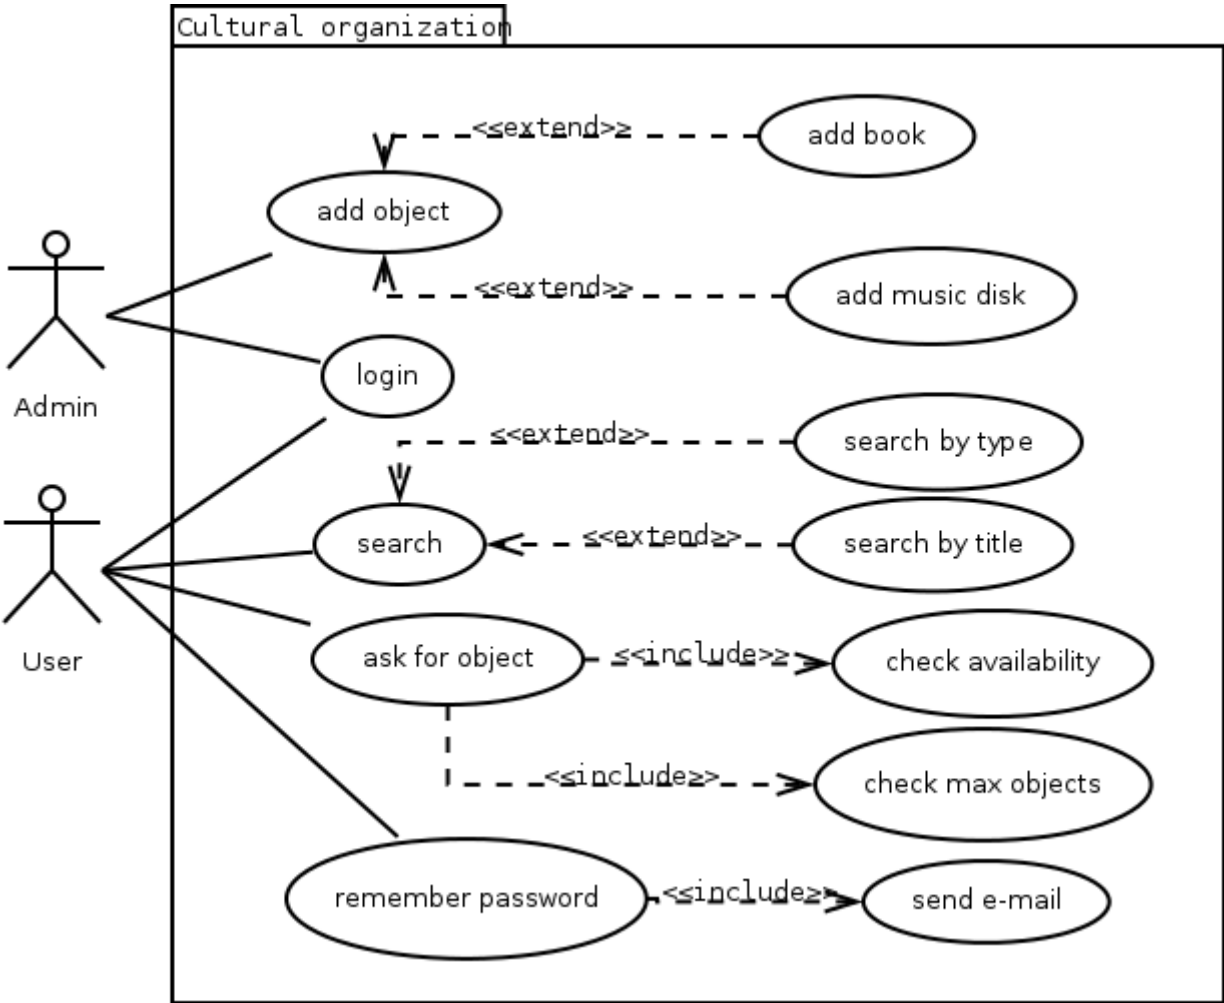 Cultural organization
<<extend>>
add book
add object
<<extend>>
add music disk
login
Admin
<<extend>>
search by type
<<extend>>
search
search by title
User
ask for object
<<include>>
check availability
<<include>>
check max objects
remember password
<<include>>
send e-mail